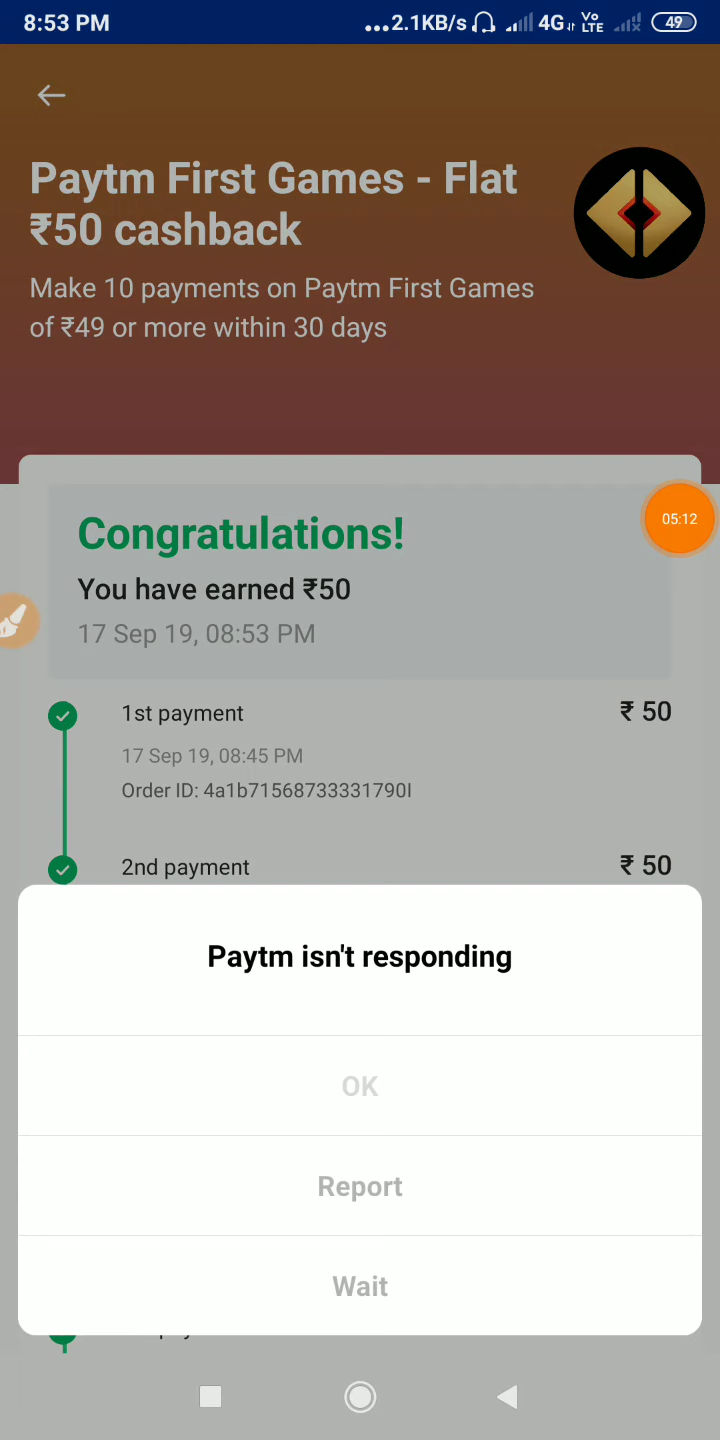 8:53 PM
...2.1KB/s 4G Vo LTE 49
Paytm First Games - Flat
₹50 cashback
Make 10 payments on Paytm First Games
of ₹49 or more within 30 days
Congratulations!
05:12
You have earned ₹50
17 Sep 19, 08:53 PM
1st payment ₹ 50
17 Sep 19, 08:45 PM
Order ID: 4a1b71568733331790I
2nd payment ₹ 50
Paytm isn't responding
OK
Report
Wait